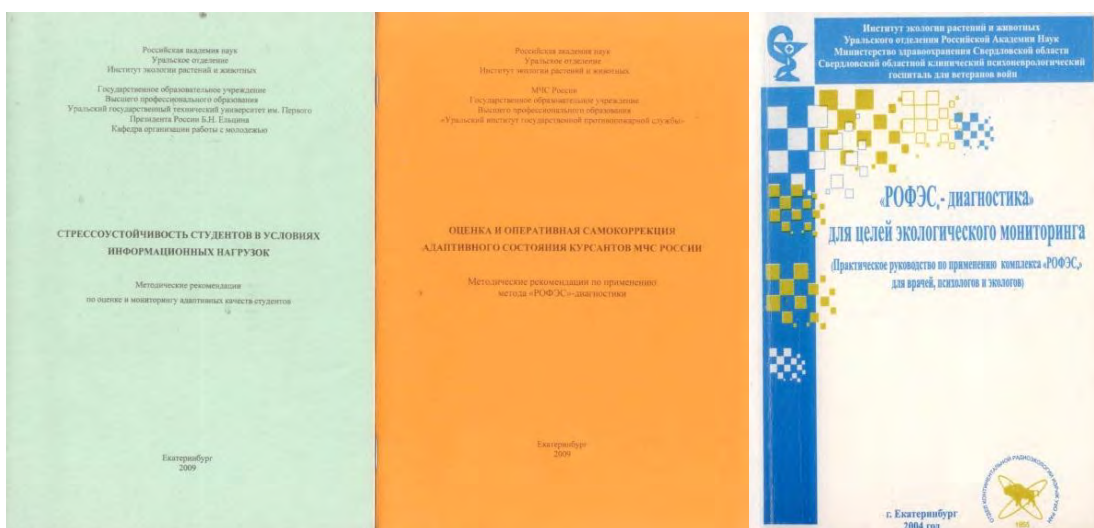 Российская академия наук
Уральское отделение
Институт экологии растений и животных
Государственное образовательное учреждение
Высшего профессионального образования
Уральский государственный технический университет им. Первого
Президента России Б.Н. Ельцина
Кафедра организации работы с молодежью
СТРЕССОУСТОЙЧИВОСТЬ СТУДЕНТОВ В УСЛОВИЯХ
ИНФОРМАЦИОННЫХ НАГРУЗОК
Методические рекомендации
по оценке и мониторингу адаптивных качеств студентов
Екатеринбург
2009
Российская академия наук
Уральское отделение
Институт экологии растений и животных
МЧС России
Государственное образовательное учреждение
Высшего профессионального образования
«Уральский институт государственной противопожарной службы»
ОЦЕНКА И ОПЕРАТИВНАЯ САМОКОРРЕКЦИЯ
АДАПТИВНОГО СОСТОЯНИЯ КУРСАНТОВ МЧС РОССИИ
Методические рекомендации по применению
метода «РОФЭС»-диагностики
Екатеринбург
2009
Институт экологии растений и животных
Уральского отделения Российской Академии Наук
Министерство здравоохранения Свердловской области
Свердловский областной клинический психоневрологический
госпиталь для ветеранов войн
«РОФЭС,- диагностика»
для целей экологического мониторинга
(Практическое руководство по применению комплекса «РОФЭС,»
для врачей, психологов и экологов)
г. Екатеринбург
2004 год
1955